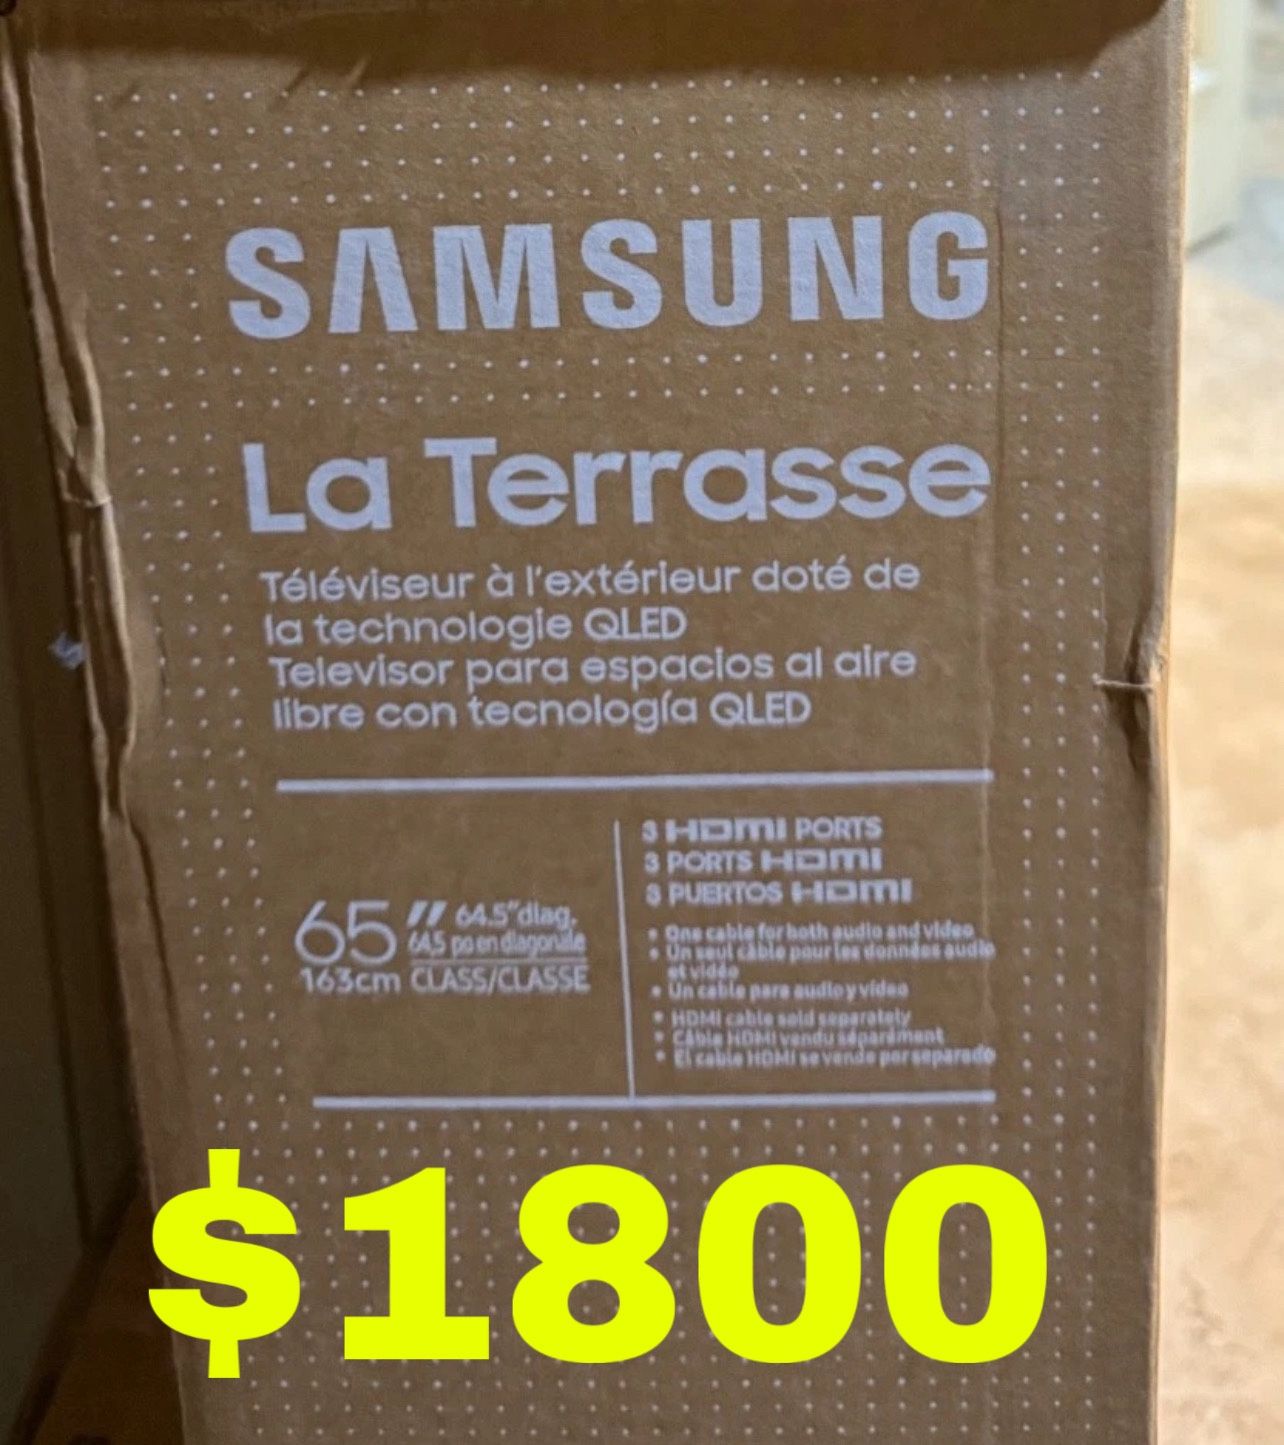 SAMSUNG
La Terrasse
Téléviseur à l'extérieur doté de
la technologie QLED
Televisor para espacios al aire
libre con tecnología QLED
65″ 64.5"diag.
64.5 po en diagonale
163cm CLASS/CLASSE
3 HDMI PORTS
3 PORTS HDMI
3 PUERTOS HDMI
• One cable for both audio and video
• Un seul câble pour les données audio
et vidéo
• Un cable para audio y vídeo
* HDMI cable sold separately
* Câble HDMI vendu séparément
* El cable HDMI se vende por separado
$1800